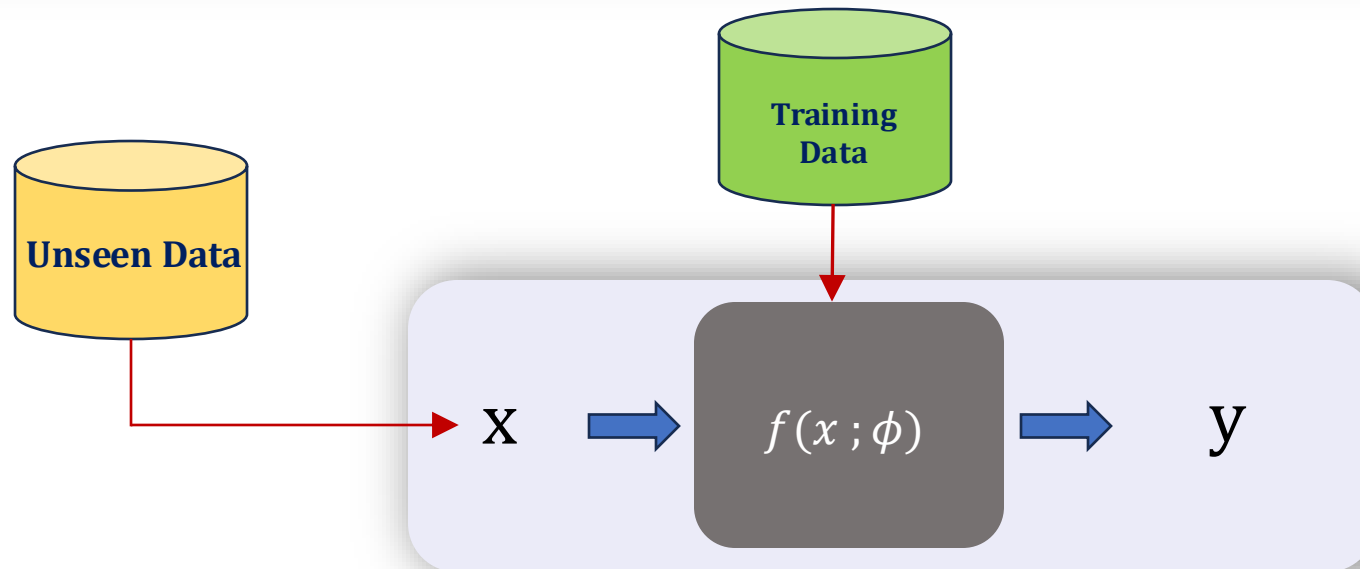 Training
Data
Unseen Data
x
f(x ; ϕ)
y